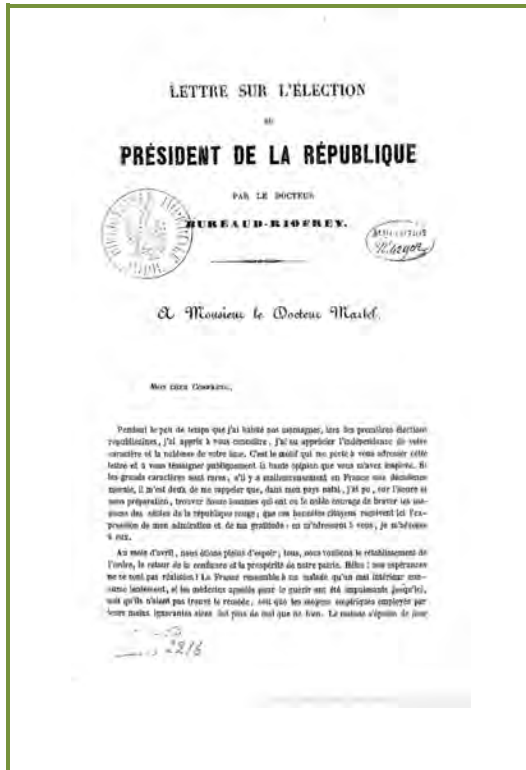 LETTRE SUR L'ÉLECTION
DU
PRÉSIDENT DE LA RÉPUBLIQUE
PAR LE DOCTEUR
BUREAUD-RIOFREY.
A Monsieur le Docteur Martel.
MON CHER CONFRÈRE,
Pendant le peu de temps que j'ai habité nos montagnes, lors des premières élections
républicaines, j'ai appris à vous connaître, j'ai su apprécier l'indépendance de votre
caractère et la noblesse de votre âme. C'est le motif qui me porte à vous adresser cette
lettre et à vous témoigner publiquement la haute opinion que vous m'avez inspirée. Si
les grands caractères sont rares, s'il y a malheureusement en France une décadence
morale, il m'est doux de me rappeler que, dans mon pays natal, j'ai pu, sur l'heure et
sans préparation, trouver douze hommes qui ont eu le noble courage de braver les
des séides de la république rouge; que ces honnêtes citoyens reçoivent ici l'ex-
pression de mon admiration et de ma gratitude: en m'adressant à vous, je m'adresse
à eux.
Au mois d'avril, nous étions pleins d'espoir; tous, nous voulions le rétablissement de
l'ordre, le retour de la confiance et la prospérité de notre patrie. Hélas! nos espérances
ne se sont pas réalisées! La France ressemble à un malade qu'un mal intérieur con-
sume lentement, et les médecins appelés pour le guérir ont été impuissants jusqu'ici,
soit qu'ils n'aient pas trouvé le remède, soit que les moyens empiriques employés par
leurs mains ignorantes aient fait plus de mal que de bien. Le malade s'épuise de jour
2216